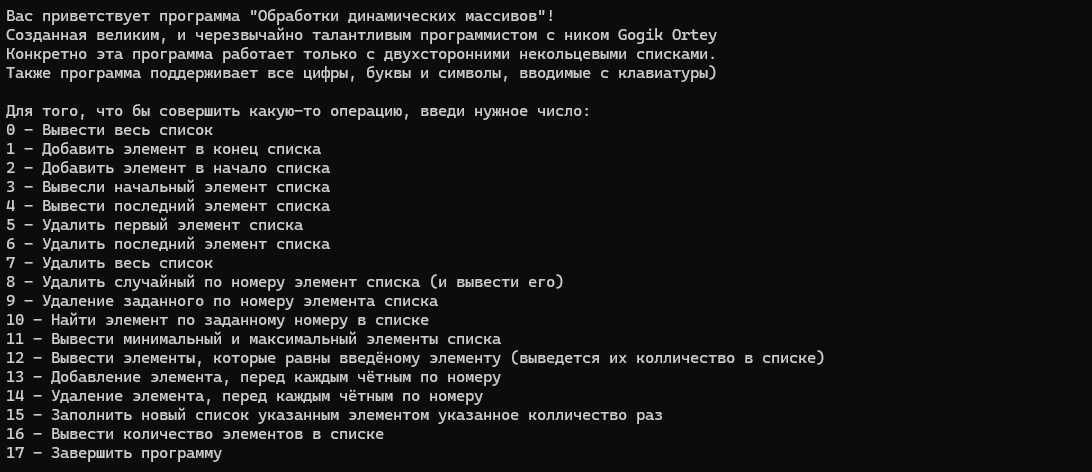 Вас приветствует программа "Обработки динамических массивов"!
Созданная великим, и черезвычайно талантливым программистом с ником Gogik Ortey
Конкретно эта программа работает только с двухсторонними некольцевыми списками.
Также программа поддерживает все цифры, буквы и символы, вводимые с клавиатуры)
Для того, что бы совершить какую-то операцию, введи нужное число:
0 - Вывести весь список
1 - Добавить элемент в конец списка
2 - Добавить элемент в начало списка
3 - Вывесли начальный элемент списка
4 - Вывести последний элемент списка
5 - Удалить первый элемент списка
6 - Удалить последний элемент списка
7 - Удалить весь список
8 - Удалить случайный по номеру элемент списка (и вывести его)
9 - Удаление заданного по номеру элемента списка
10 - Найти элемент по заданному номеру в списке
11 - Вывести минимальный и максимальный элементы списка
12 - Вывести элементы, которые равны введёному элементу (выведется их колличество в списке)
13 - Добавление элемента, перед каждым чётным по номеру
14 - Удаление элемента, перед каждым чётным по номеру
15 - Заполнить новый список указанным элементом указанное колличество раз
16 - Вывести количество элементов в списке
17 - Завершить программу